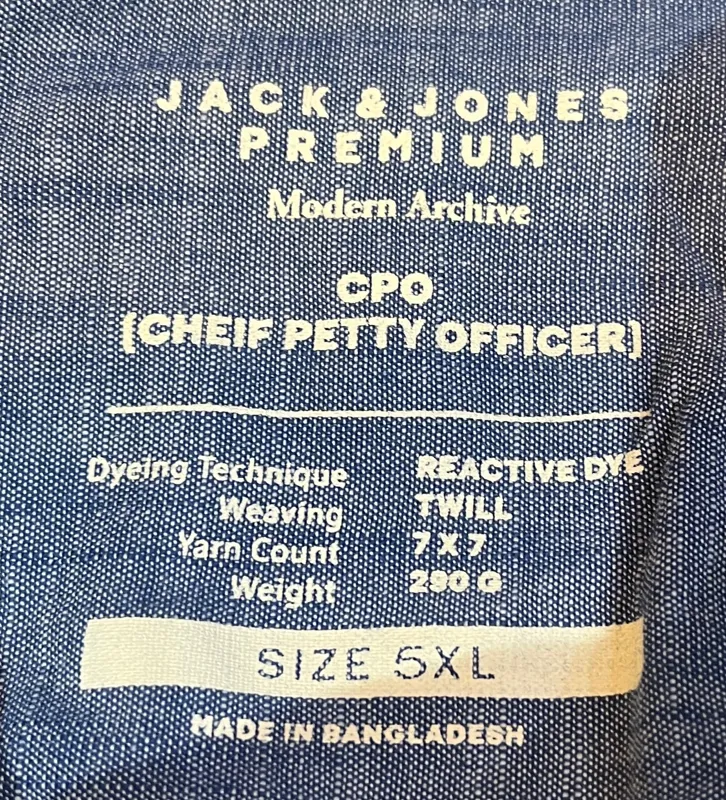 JACK & JONES
PREMIUM
Modern Archive
CPO
[CHEIF PETTY OFFICER]
Dyeing Technique REACTIVE DYE
Weaving TWILL
Yarn Count 7 X 7
Weight 290 G
SIZE 5XL
MADE IN BANGLADESH